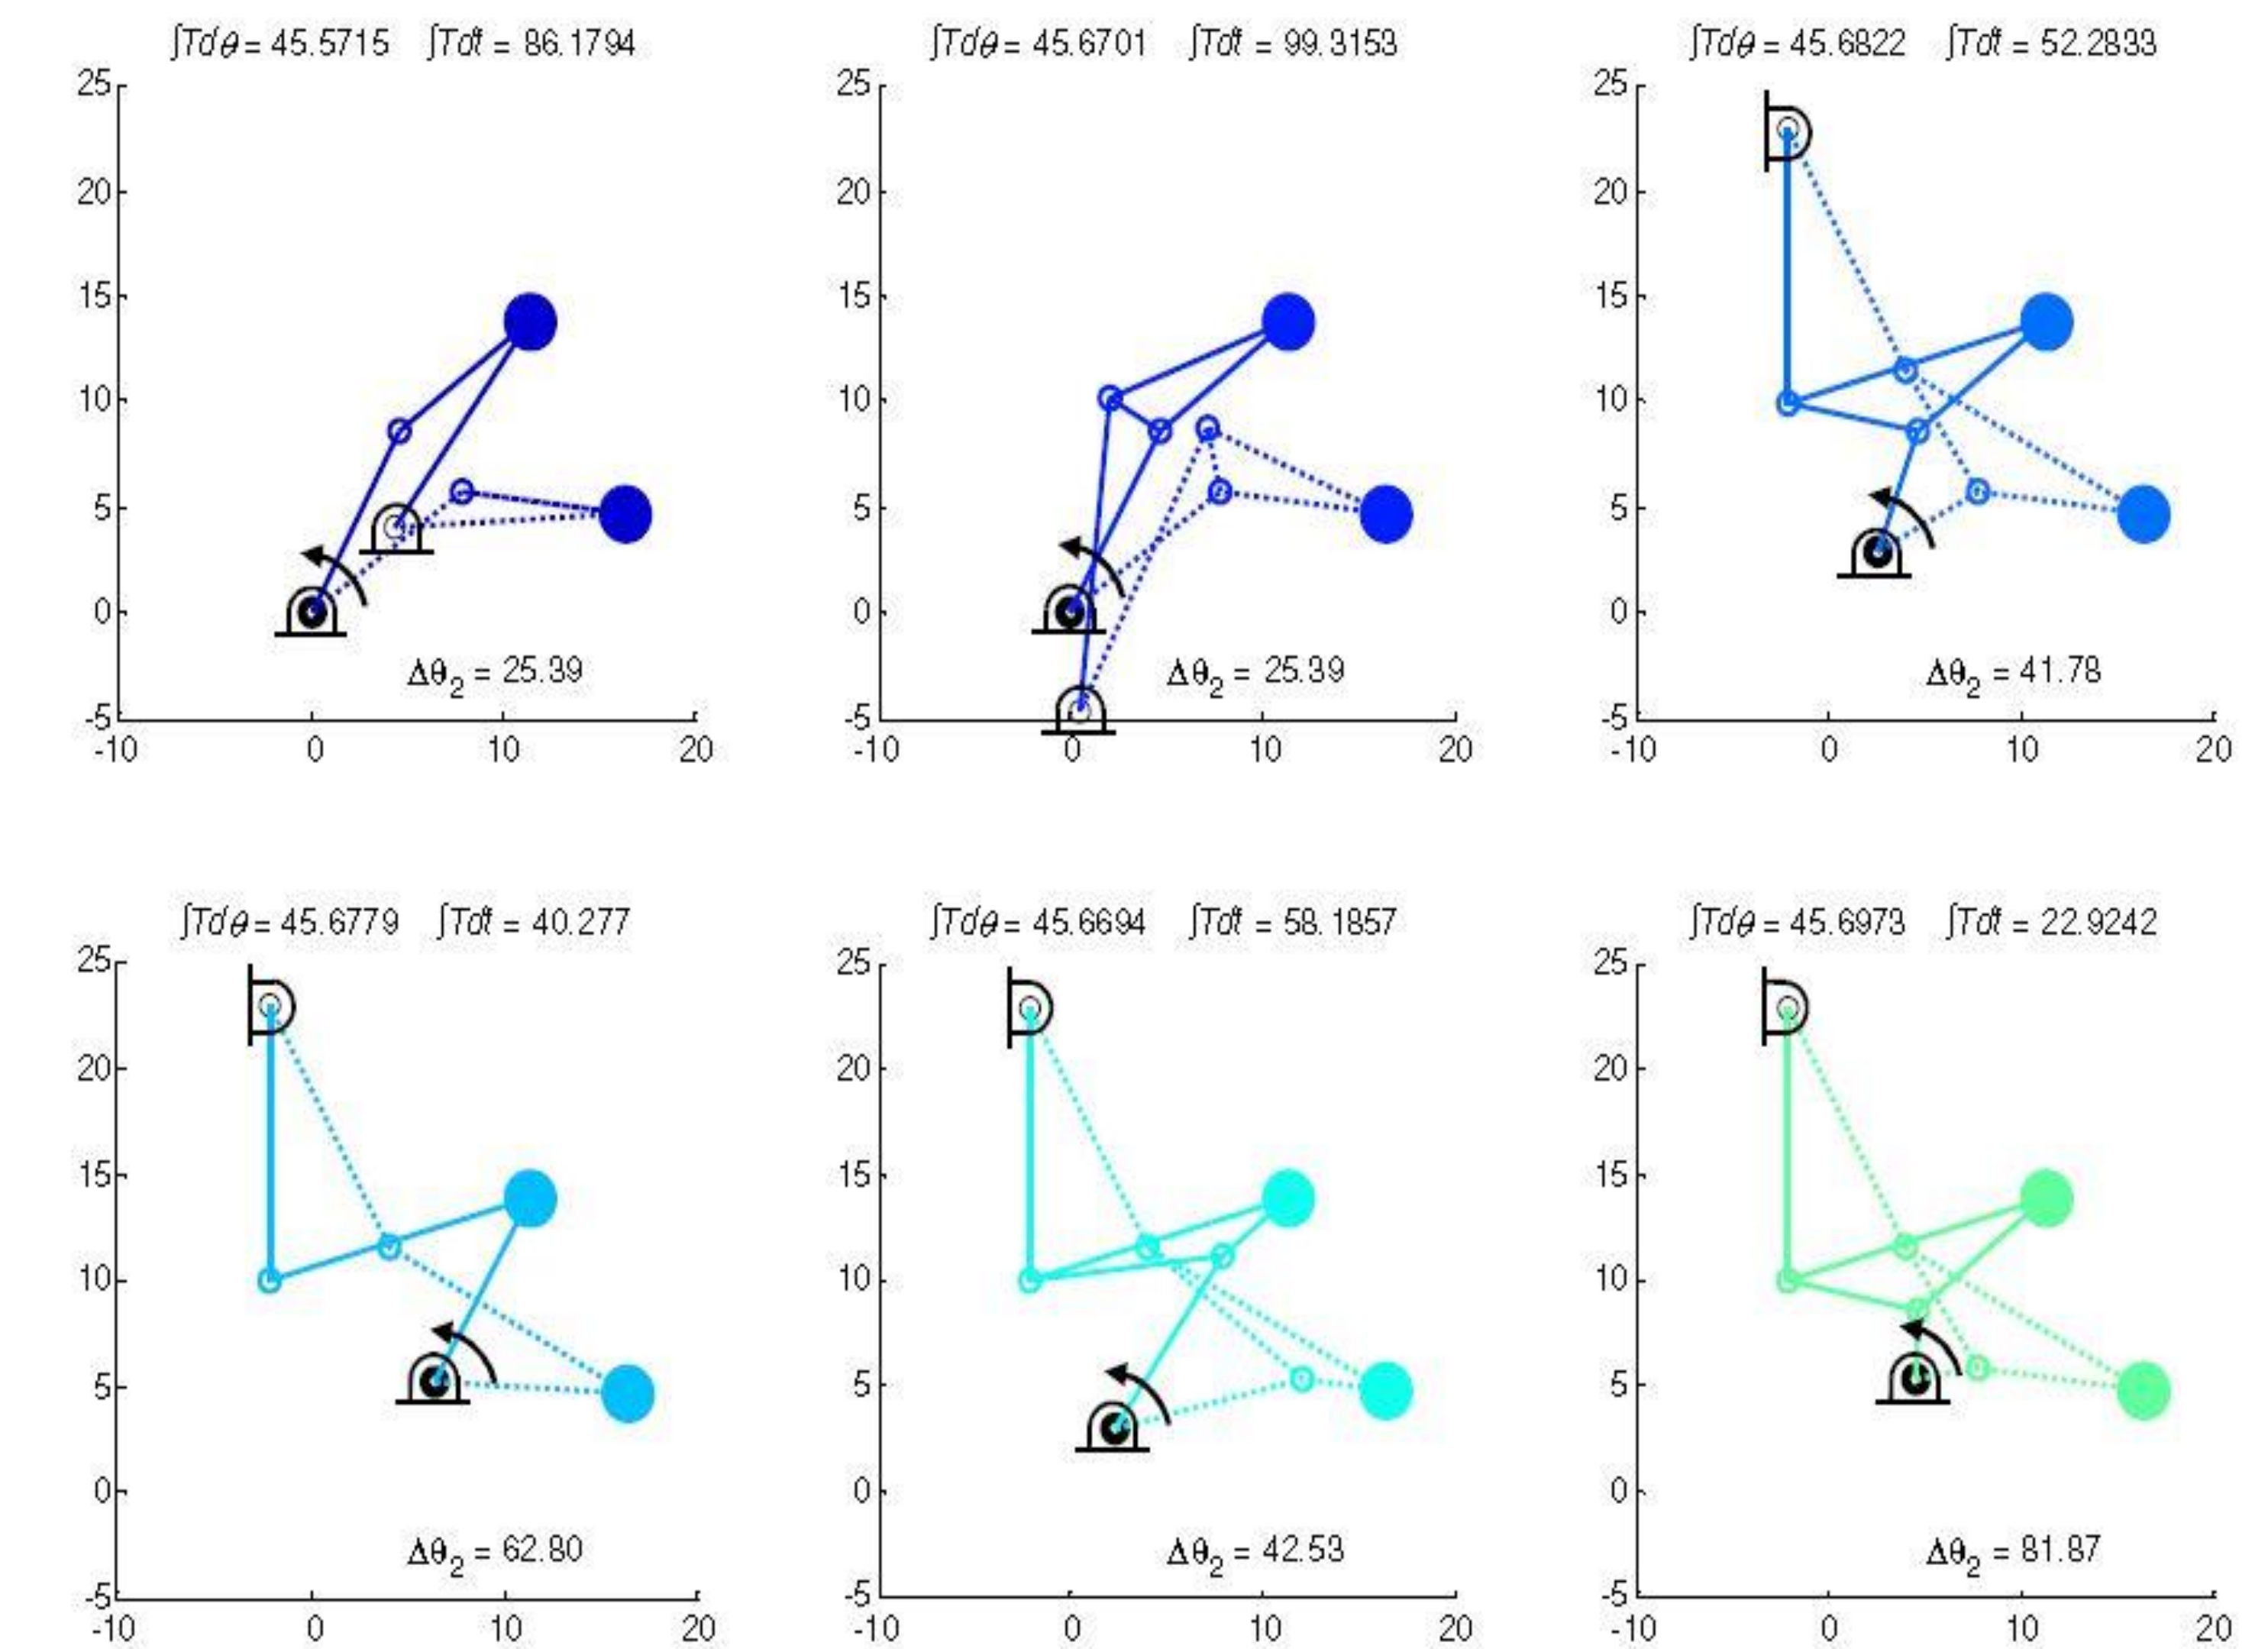 ∫Tdθ = 45.5715 ∫Tdt = 86.1794
25
20
15
10
5
0
-5
-10 0 10 20
Δθ₂ = 25.39
∫Tdθ = 45.6701 ∫Tdt = 99.3153
25
20
15
10
5
0
-5
-10 0 10 20
Δθ₂ = 25.39
∫Tdθ = 45.6822 ∫Tdt = 52.2833
25
20
15
10
5
0
-5
-10 0 10 20
Δθ₂ = 41.78
∫Tdθ = 45.6779 ∫Tdt = 40.277
25
20
15
10
5
0
-5
-10 0 10 20
Δθ₂ = 62.80
∫Tdθ = 45.6694 ∫Tdt = 58.1857
25
20
15
10
5
0
-5
-10 0 10 20
Δθ₂ = 42.53
∫Tdθ = 45.6973 ∫Tdt = 22.9242
25
20
15
10
5
0
-5
-10 0 10 20
Δθ₂ = 81.87